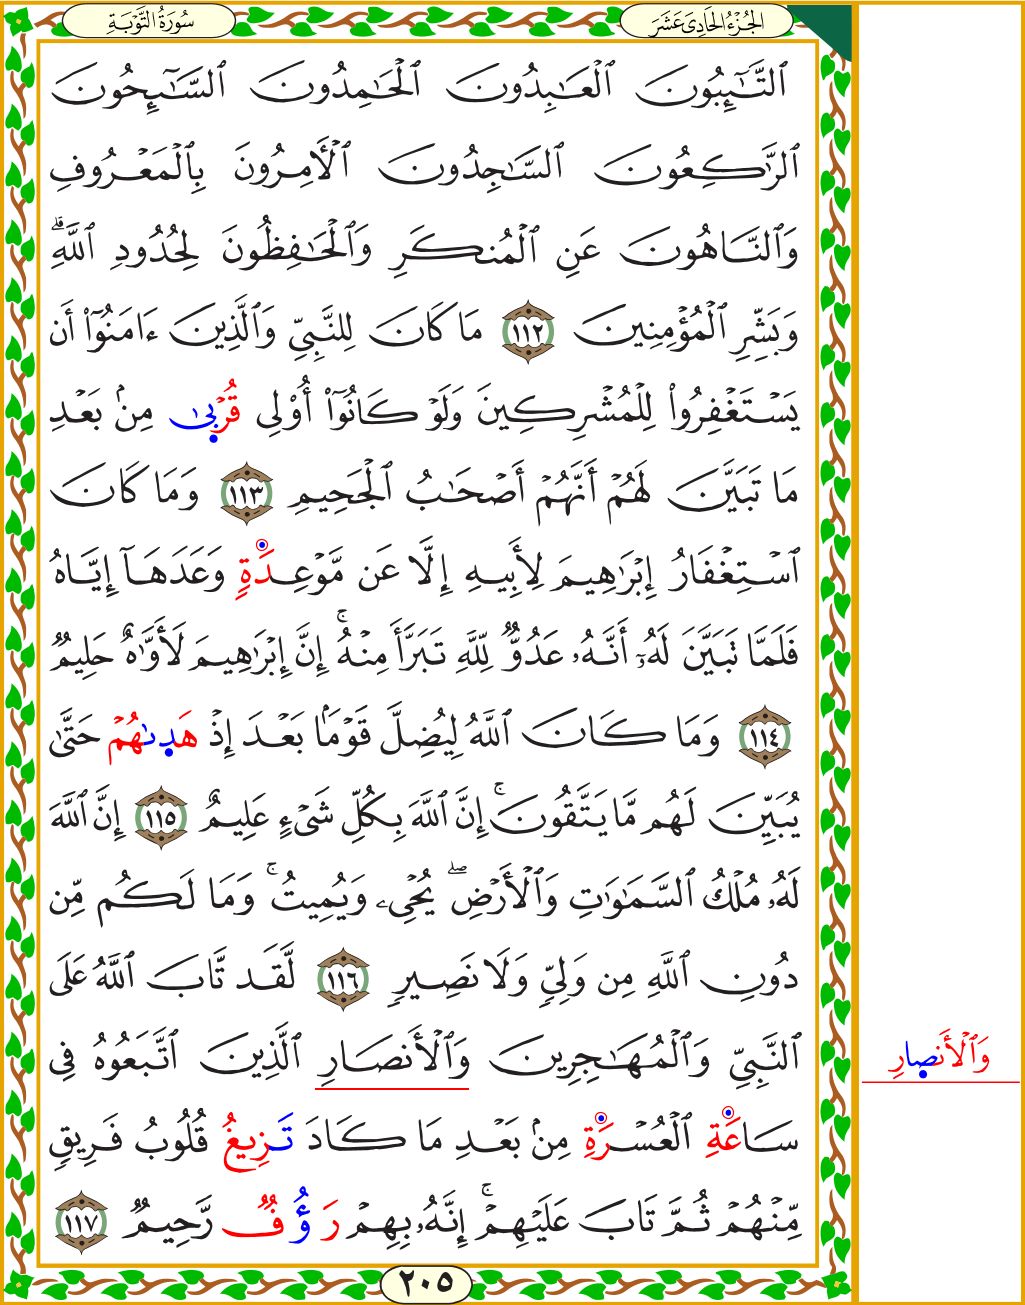 الجُزْءُ الحَادِىَ عَشَرَ
سُورَةُ التَّوْبَةِ
ٱلتَّـٰٓئِبُونَ ٱلْعَـٰبِدُونَ ٱلْحَـٰمِدُونَ ٱلسَّـٰٓئِحُونَ
ٱلرَّٰكِعُونَ ٱلسَّـٰجِدُونَ ٱلْأَمِرُونَ بِٱلْمَعْرُوفِ
وَٱلنَّاهُونَ عَنِ ٱلْمُنكَرِ وَٱلْحَـٰفِظُونَ لِحُدُودِ ٱللَّهِۗ
وَبَشِّرِ ٱلْمُؤْمِنِينَ ١١٢ مَا كَانَ لِلنَّبِيِّ وَٱلَّذِينَ ءَامَنُوٓا۟ أَن
يَسْتَغْفِرُوا۟ لِلْمُشْرِكِينَ وَلَوْ كَانُوٓا۟ أُو۟لِى قُرْبَىٰ مِنۢ بَعْدِ
مَا تَبَيَّنَ لَهُمْ أَنَّهُمْ أَصْحَـٰبُ ٱلْجَحِيمِ ١١٣ وَمَا كَانَ
ٱسْتِغْفَارُ إِبْرَٰهِيمَ لِأَبِيهِ إِلَّا عَن مَّوْعِدَةٍ وَعَدَهَآ إِيَّاهُ
فَلَمَّا تَبَيَّنَ لَهُۥٓ أَنَّهُۥ عَدُوٌّ لِّلَّهِ تَبَرَّأَ مِنْهُۚ إِنَّ إِبْرَٰهِيمَ لَأَوَّٰهٌ حَلِيمٌ
١١٤ وَمَا كَانَ ٱللَّهُ لِيُضِلَّ قَوْمًۢا بَعْدَ إِذْ هَدَىٰهُمْ حَتَّىٰ
يُبَيِّنَ لَهُم مَّا يَتَّقُونَۚ إِنَّ ٱللَّهَ بِكُلِّ شَىْءٍ عَلِيمٌ ١١٥ إِنَّ ٱللَّهَ
لَهُۥ مُلْكُ ٱلسَّمَـٰوَٰتِ وَٱلْأَرْضِۖ يُحْىِۦ وَيُمِيتُۚ وَمَا لَكُم مِّن
دُونِ ٱللَّهِ مِن وَلِىٍّ وَلَا نَصِيرٍ ١١٦ لَّقَد تَّابَ ٱللَّهُ عَلَى
ٱلنَّبِىِّ وَٱلْمُهَـٰجِرِينَ وَٱلْأَنصَارِ ٱلَّذِينَ ٱتَّبَعُوهُ فِى
وَٱلْأَنصِارِ
سَاعَةِ ٱلْعُسْرَةِ مِنۢ بَعْدِ مَا كَادَ تَزِيغُ قُلُوبُ فَرِيقٍ
مِّنْهُمْ ثُمَّ تَابَ عَلَيْهِمْۚ إِنَّهُۥ بِهِمْ رَؤُفٌ رَّحِيمٌ ١١٧
٢٠٥